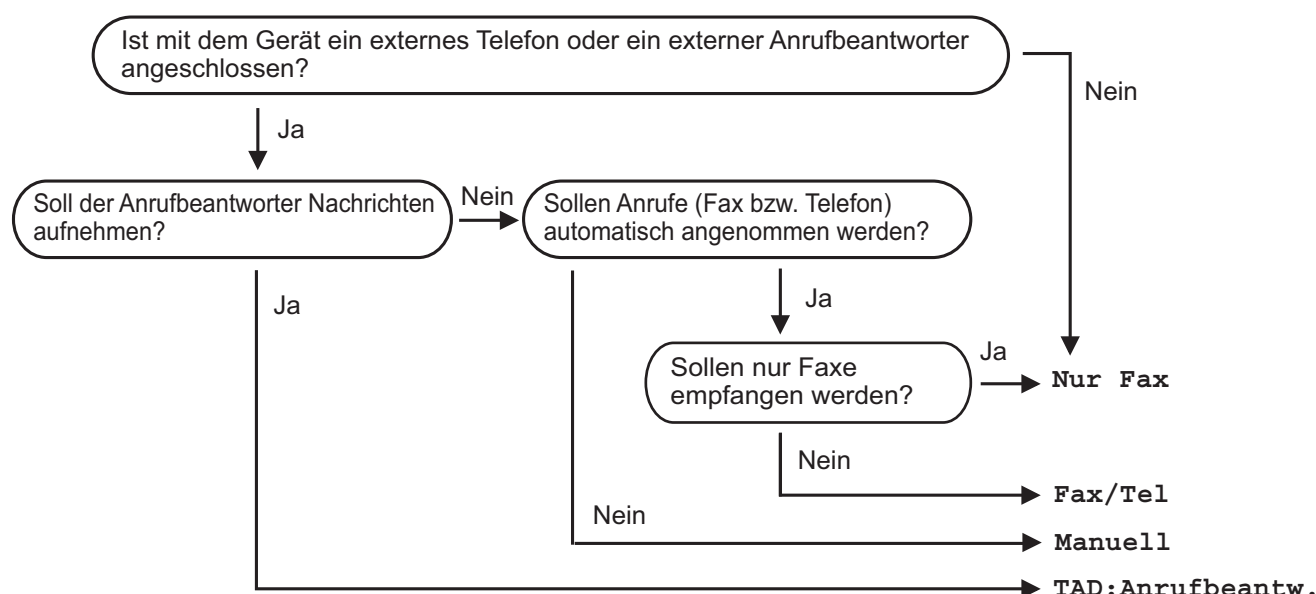 Ist mit dem Gerät ein externes Telefon oder ein externer Anrufbeantworter
angeschlossen?
Nein
Ja
Soll der Anrufbeantworter Nachrichten
aufnehmen?
Nein
Sollen Anrufe (Fax bzw. Telefon)
automatisch angenommen werden?
Ja
Ja
Sollen nur Faxe
empfangen werden?
Ja
Nur Fax
Nein
Fax/Tel
Nein
Manuell
TAD:Anrufbeantw.